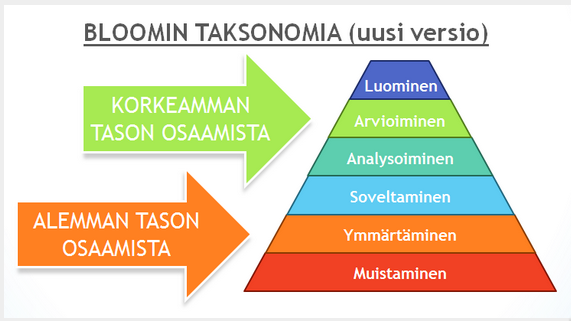 BLOOMIN TAKSONOMIA (uusi versio)
KORKEAMMAN
TASON OSAAMISTA
ALEMMAN TASON
OSAAMISTA
Luominen
Arvioiminen
Analysoiminen
Soveltaminen
Ymmärtäminen
Muistaminen